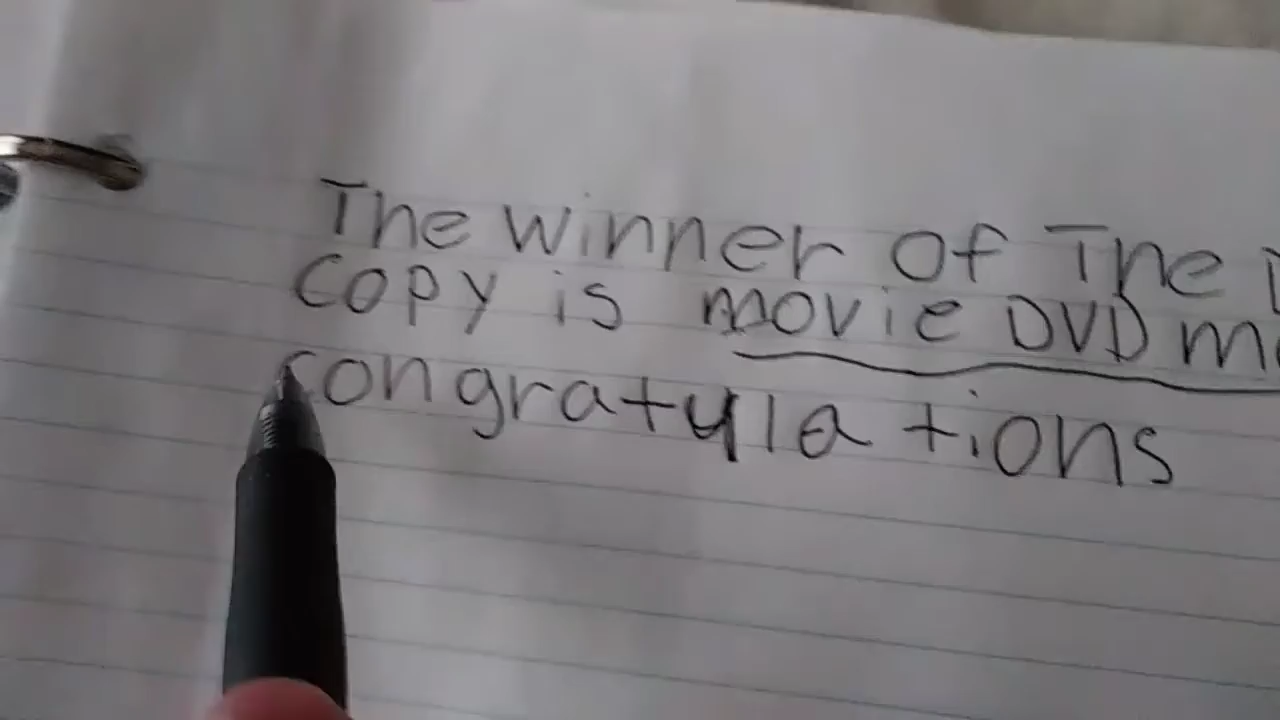 The winner of The
copy is movie DVD
congratulations